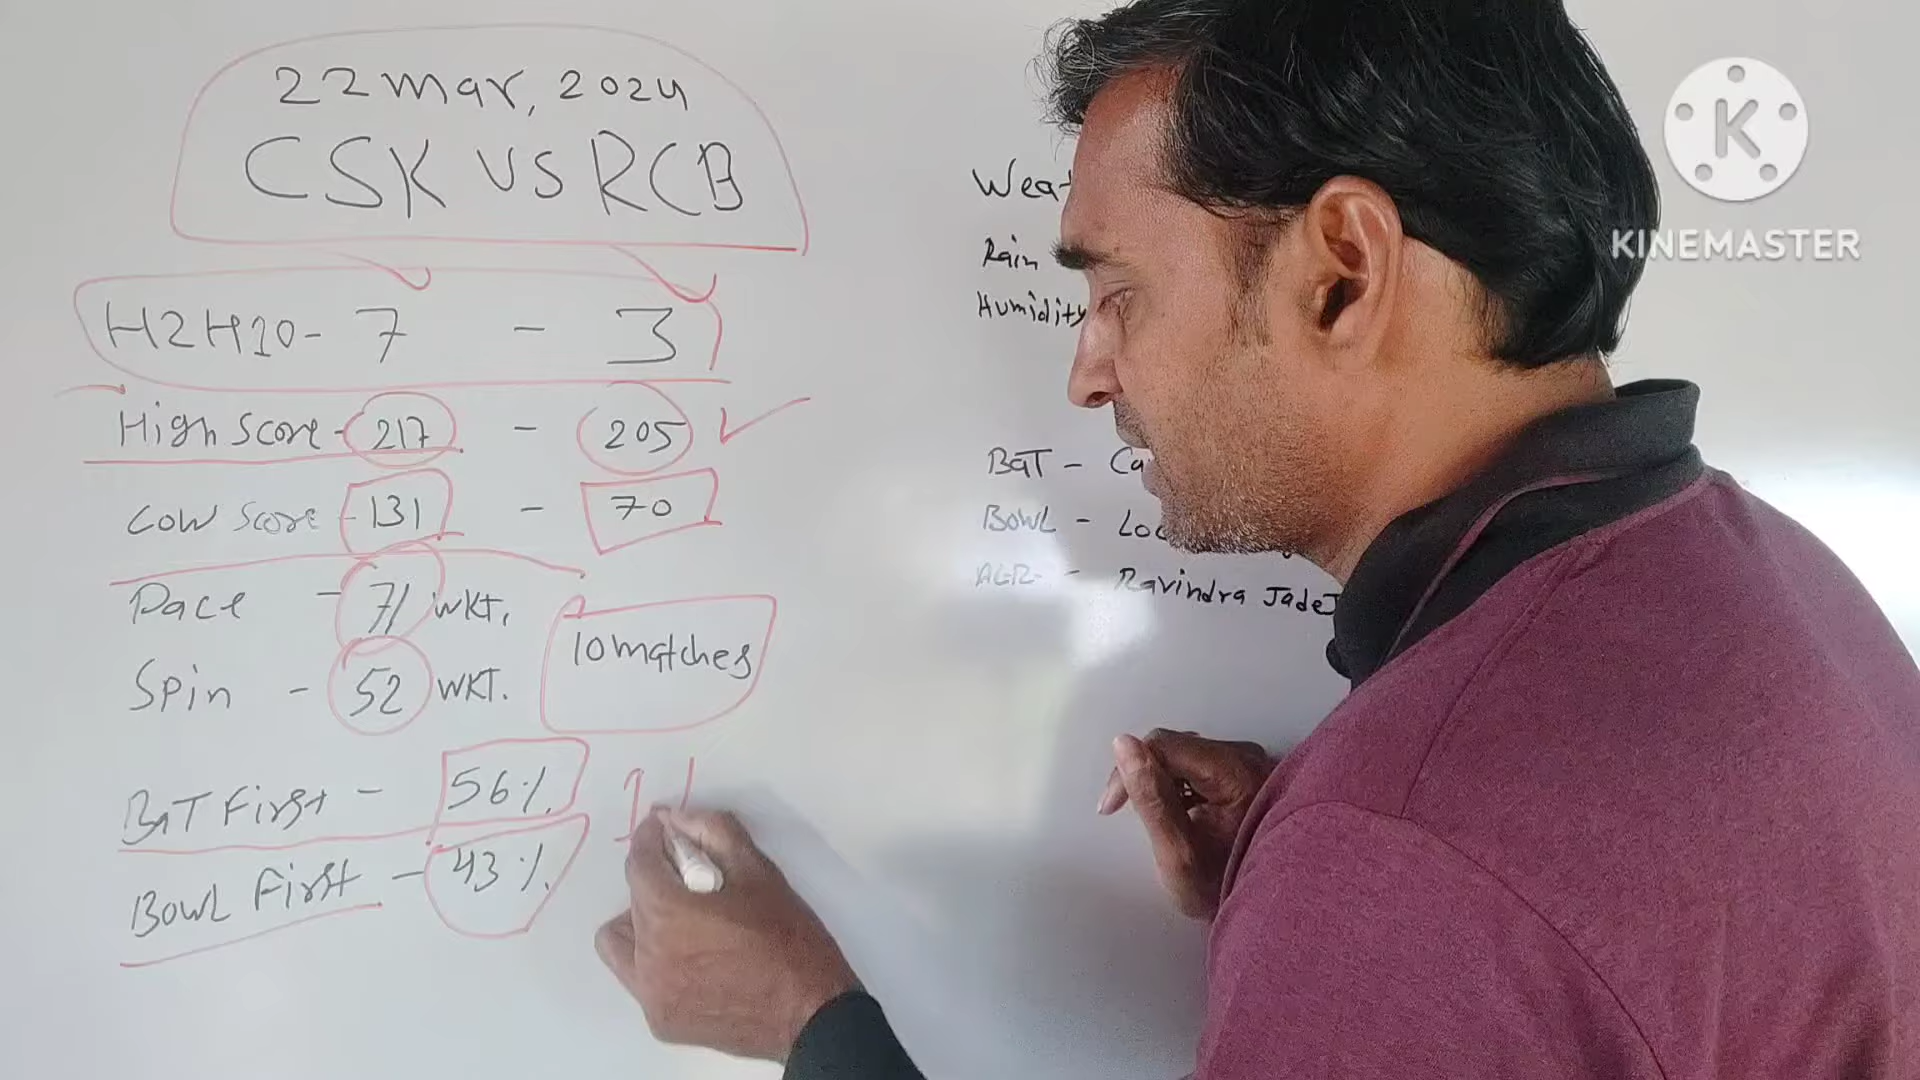 22 Mar, 2024
CSK VS RCB
H2H10- 7 - 3
High Score - 217 - 205
Low Score - 131 - 70
Pace - 71 WKT.
Spin - 52 WKT.
10 matches
BaT First - 56%.
Bowl First - 43%.
Rain
Humidity
BaT -
BOWL -
ALR - Ravindra JadeJ
KINEMASTER